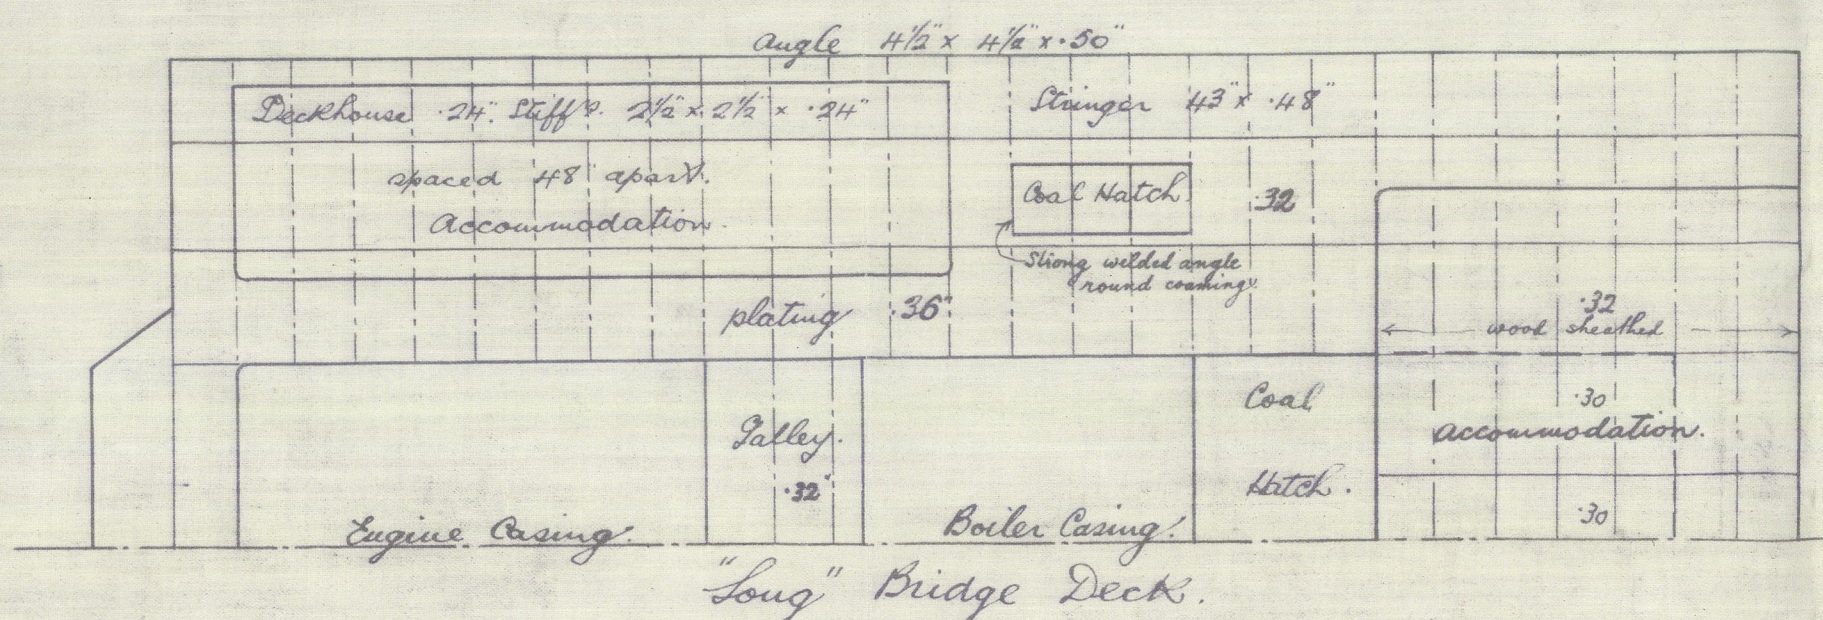 Angle 4½" x 4½" x .50"
Deckhouse .24". Stiffs. 2½" x 2½" x .24"
spaced 48" apart.
Accommodation.
Stringer 43" x .48"
Coal Hatch.
.32
Strong welded angle
round coaming.
plating .36"
.32
wood sheathed
Galley.
.32"
Coal
Hatch.
.30
accommodation.
.30
Engine Casing.
Boiler Casing.
"Long" Bridge Deck.